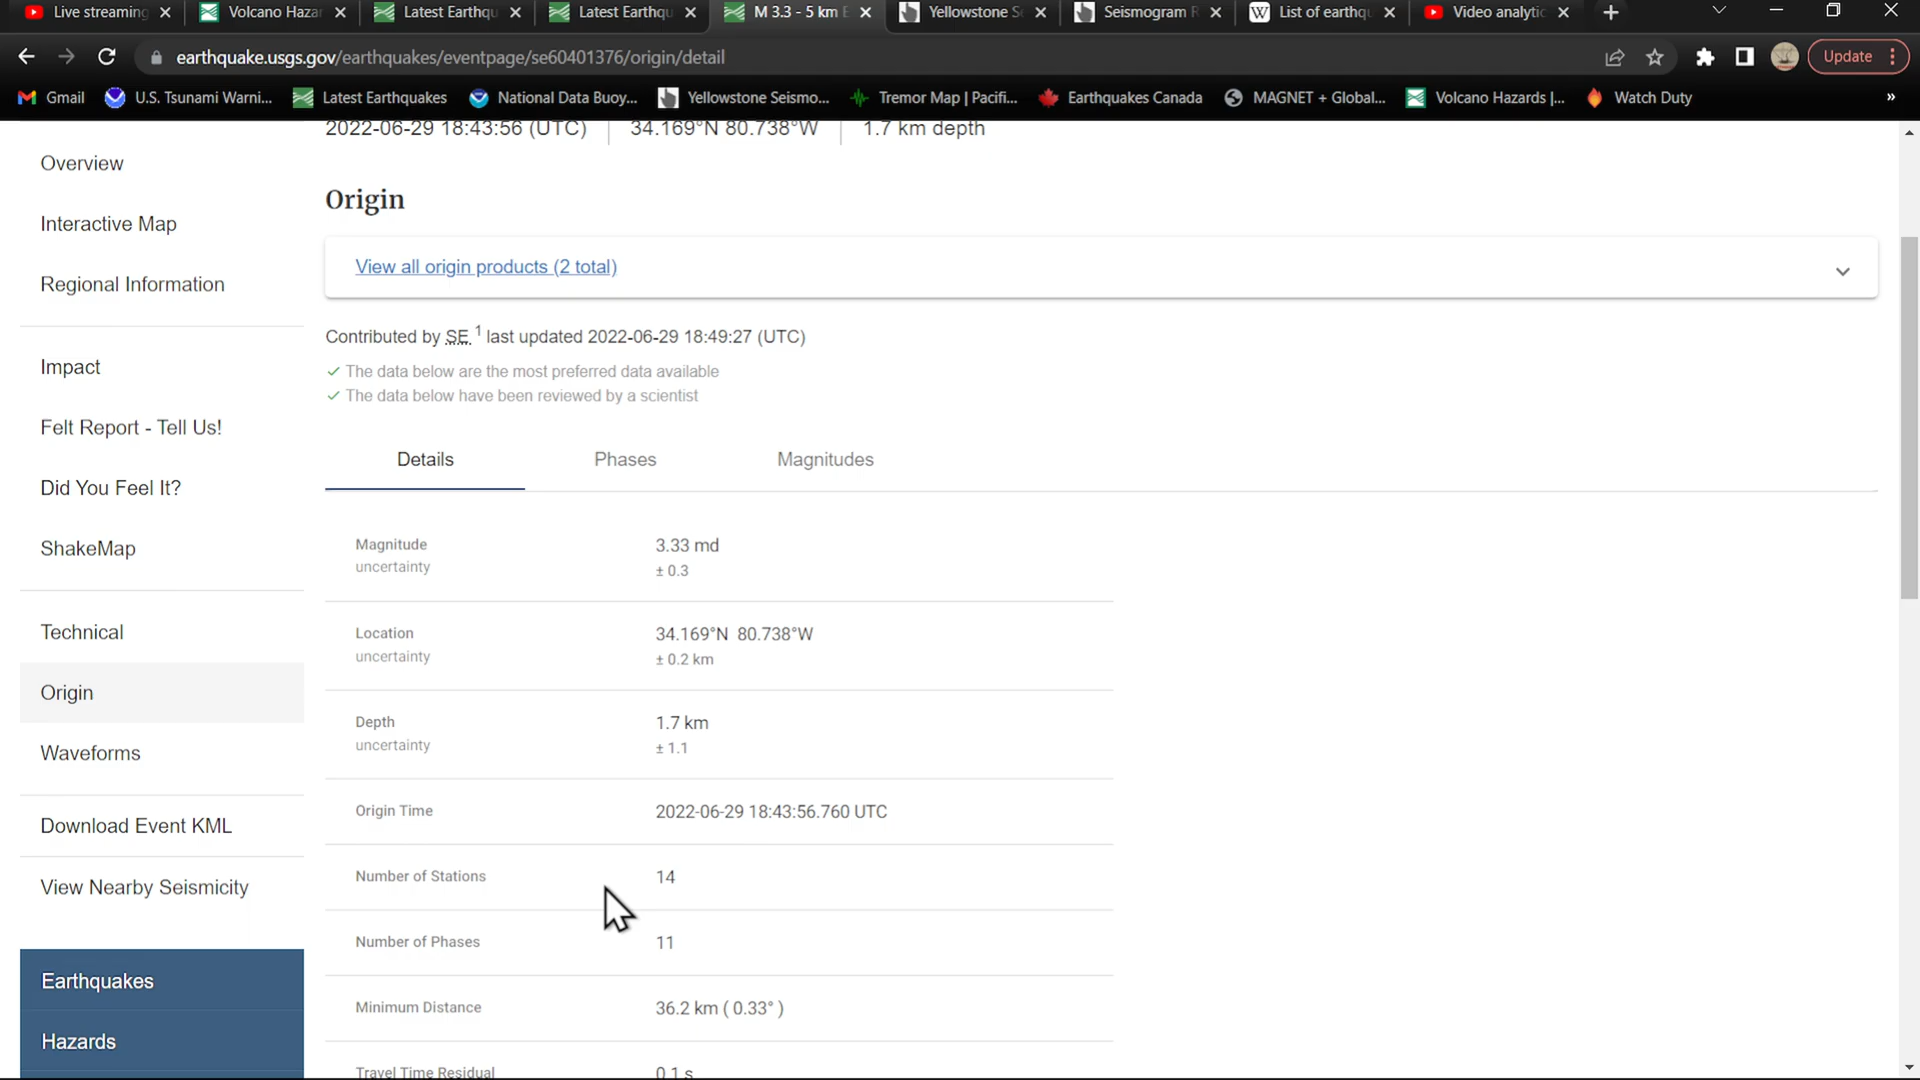 Live streaming
Volcano Hazar
Latest Earthqu
Latest Earthqu
M 3.3 - 5 km E
Yellowstone S
Seismogram R
List of earthqu
Video analytic
earthquake.usgs.gov/earthquakes/eventpage/se60401376/origin/detail
Update
Gmail
U.S. Tsunami Warni...
Latest Earthquakes
National Data Buoy...
Yellowstone Seismo...
Tremor Map | Pacifi...
Earthquakes Canada
MAGNET + Global...
Volcano Hazards |...
Watch Duty
»
2022-06-29 18:43:56 (UTC)
34.169°N 80.738°W
1.7 km depth
Overview
Interactive Map
Regional Information
Impact
Felt Report - Tell Us!
Did You Feel It?
ShakeMap
Technical
Origin
Waveforms
Download Event KML
View Nearby Seismicity
Earthquakes
Hazards
Origin
View all origin products (2 total)
Contributed by SE 1 last updated 2022-06-29 18:49:27 (UTC)
✓ The data below are the most preferred data available
✓ The data below have been reviewed by a scientist
Details
Phases
Magnitudes
Magnitude 3.33 md
uncertainty ± 0.3
Location 34.169°N 80.738°W
uncertainty ± 0.2 km
Depth 1.7 km
uncertainty ± 1.1
Origin Time 2022-06-29 18:43:56.760 UTC
Number of Stations 14
Number of Phases 11
Minimum Distance 36.2 km ( 0.33° )
Travel Time Residual 0.1 s